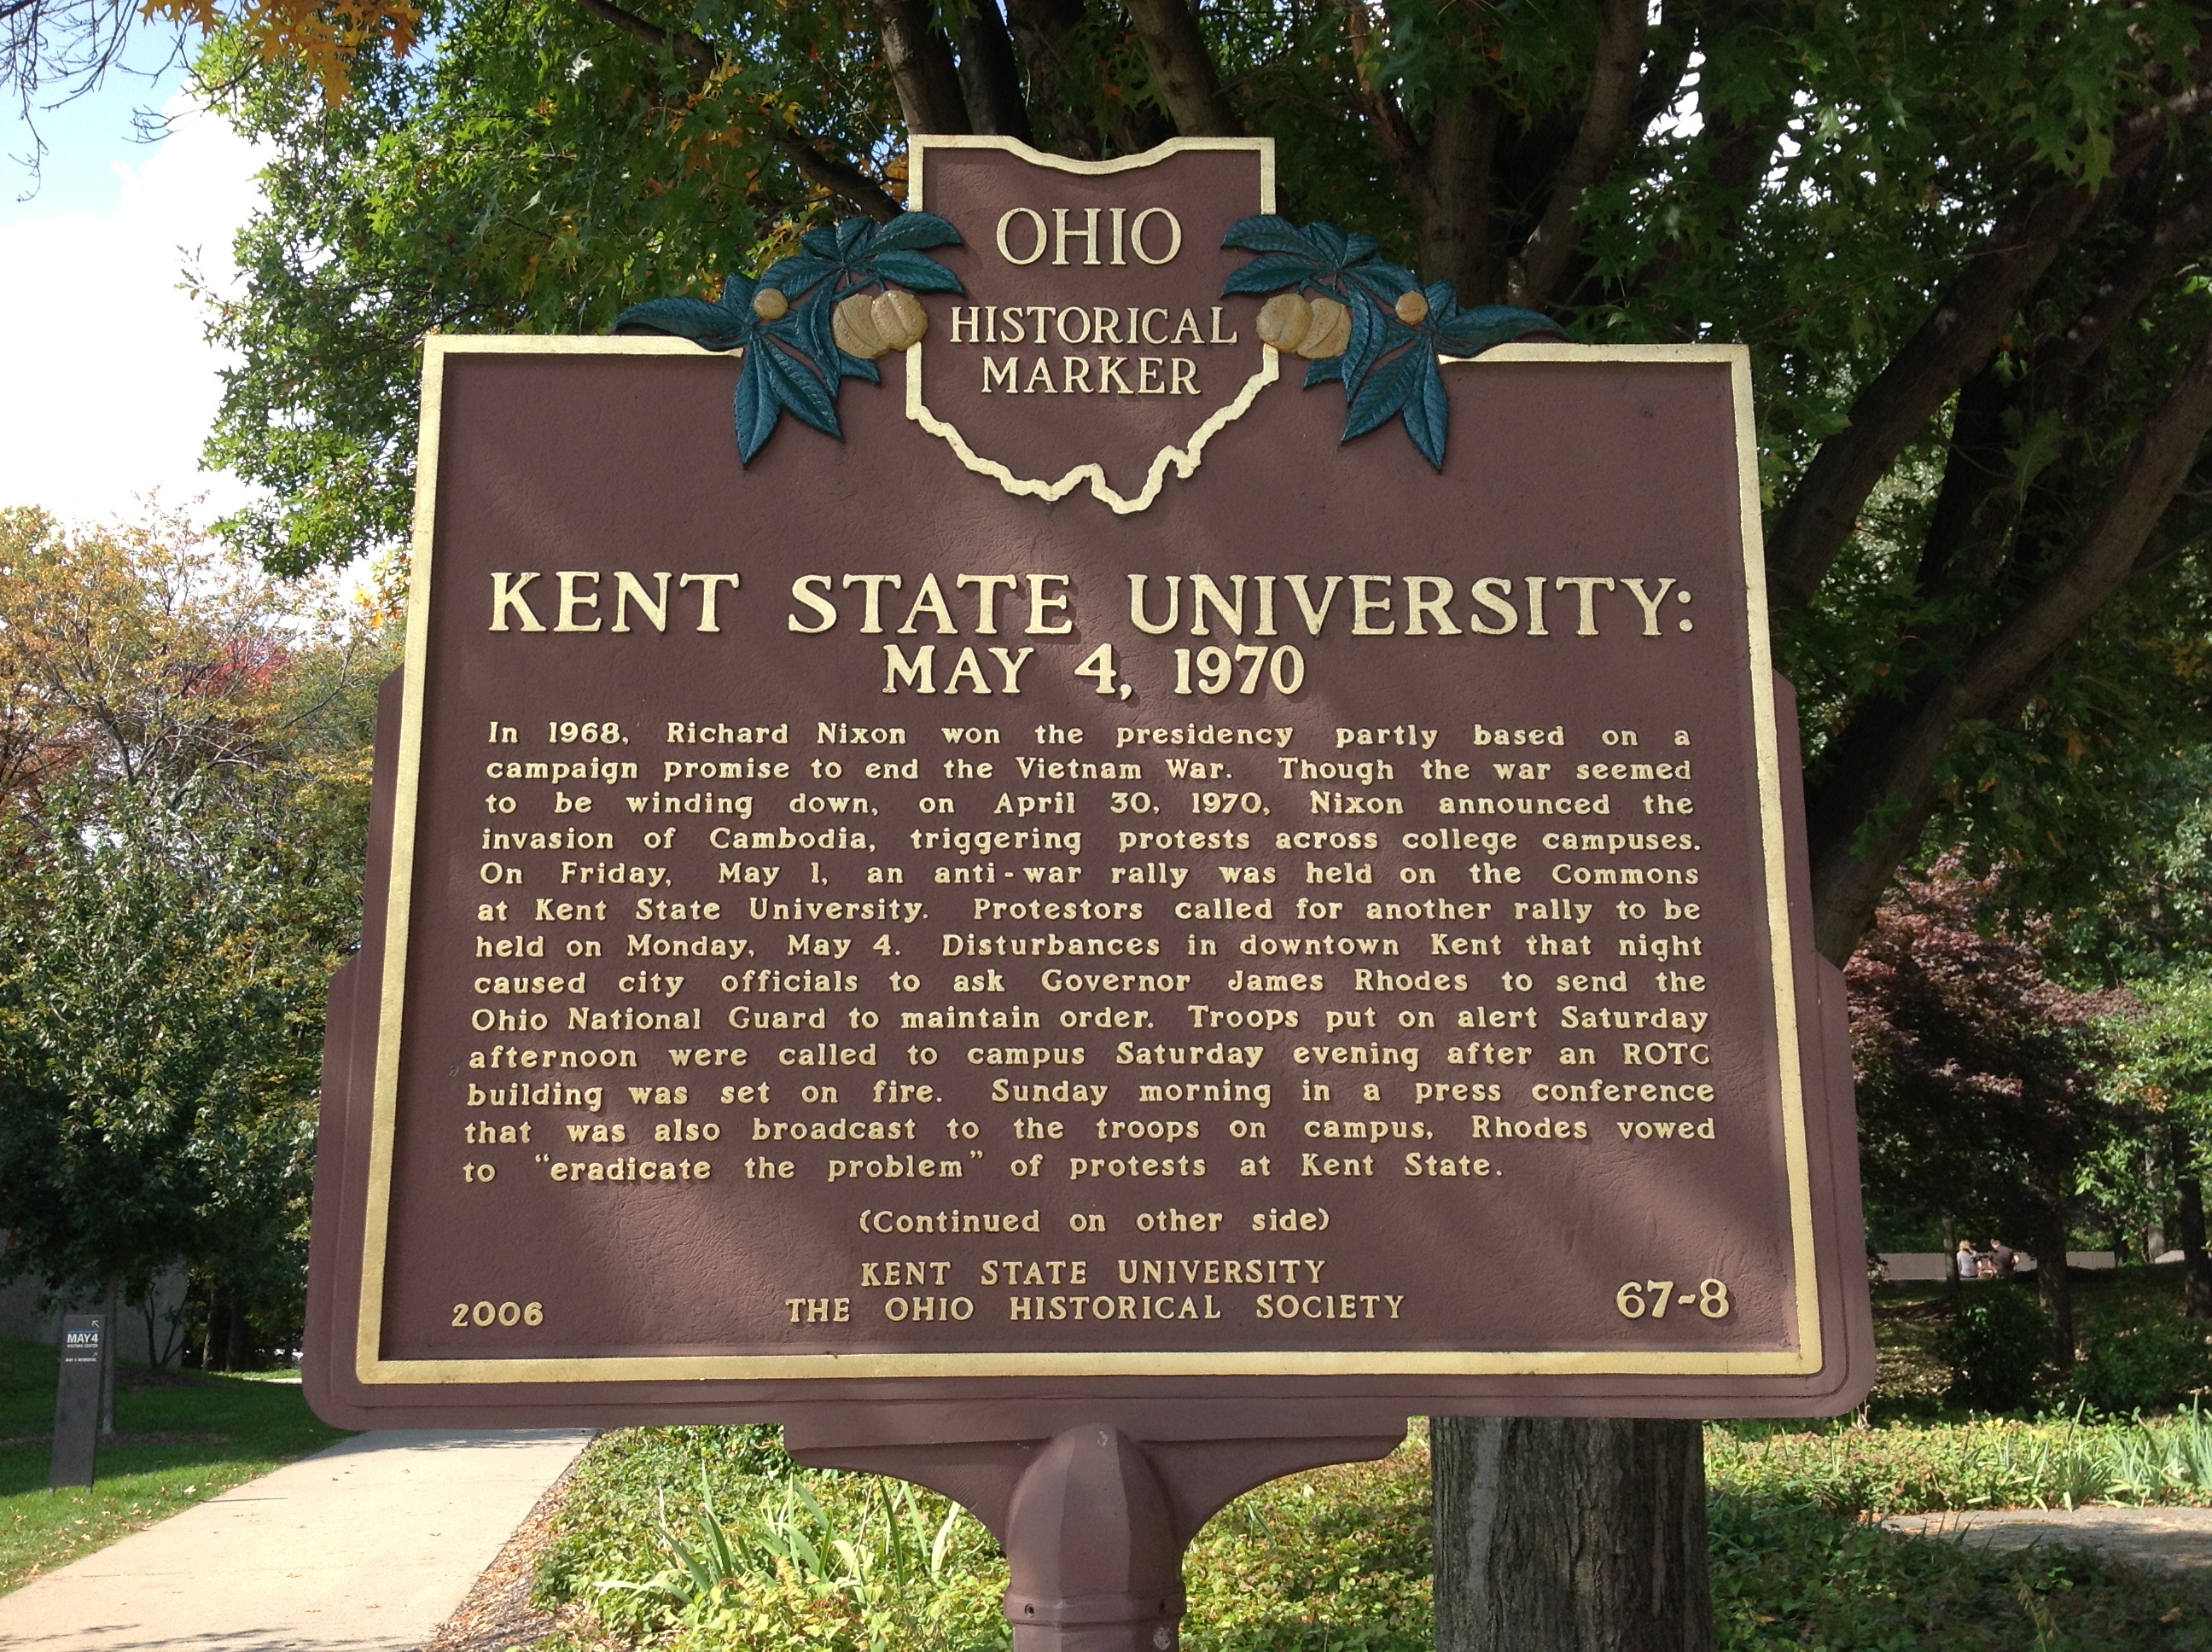 OHIO
HISTORICAL
MARKER
KENT STATE UNIVERSITY:
MAY 4, 1970
In 1968, Richard Nixon won the presidency partly based on a
campaign promise to end the Vietnam War. Though the war seemed
to be winding down, on April 30, 1970, Nixon announced the
invasion of Cambodia, triggering protests across college campuses.
On Friday, May 1, an anti-war rally was held on the Commons
at Kent State University. Protestors called for another rally to be
held on Monday, May 4. Disturbances in downtown Kent that night
caused city officials to ask Governor James Rhodes to send the
Ohio National Guard to maintain order. Troops put on alert Saturday
afternoon were called to campus Saturday evening after an ROTC
building was set on fire. Sunday morning in a press conference
that was also broadcast to the troops on campus, Rhodes vowed
to "eradicate the problem" of protests at Kent State.
(Continued on other side)
KENT STATE UNIVERSITY
THE OHIO HISTORICAL SOCIETY
2006
67-8
MAY 4
VISITORS CENTER
MAY 4 MEMORIAL